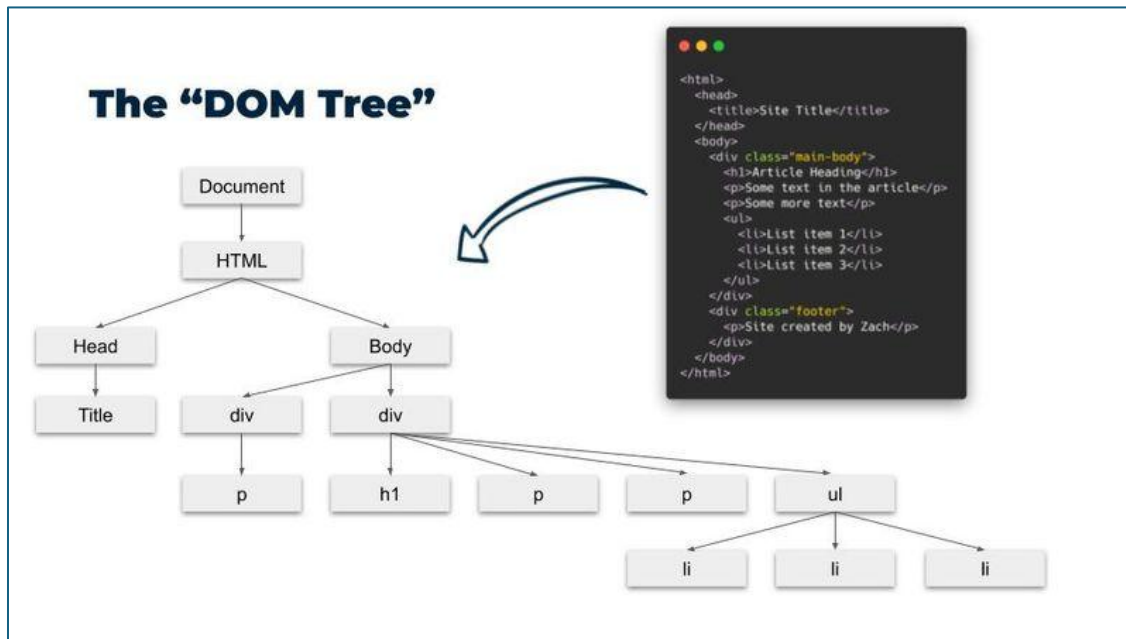 The “DOM Tree”
<html>
<head>
<title>Site Title</title>
</head>
<body>
<div class="main-body">
<h1>Article Heading</h1>
<p>Some text in the article</p>
<p>Some more text</p>
<ul>
<li>List item 1</li>
<li>List item 2</li>
<li>List item 3</li>
</ul>
</div>
<div class="footer">
<p>Site created by Zach</p>
</div>
</body>
</html>
Document
HTML
Head Body
Title div div
p h1 p p ul
li li li